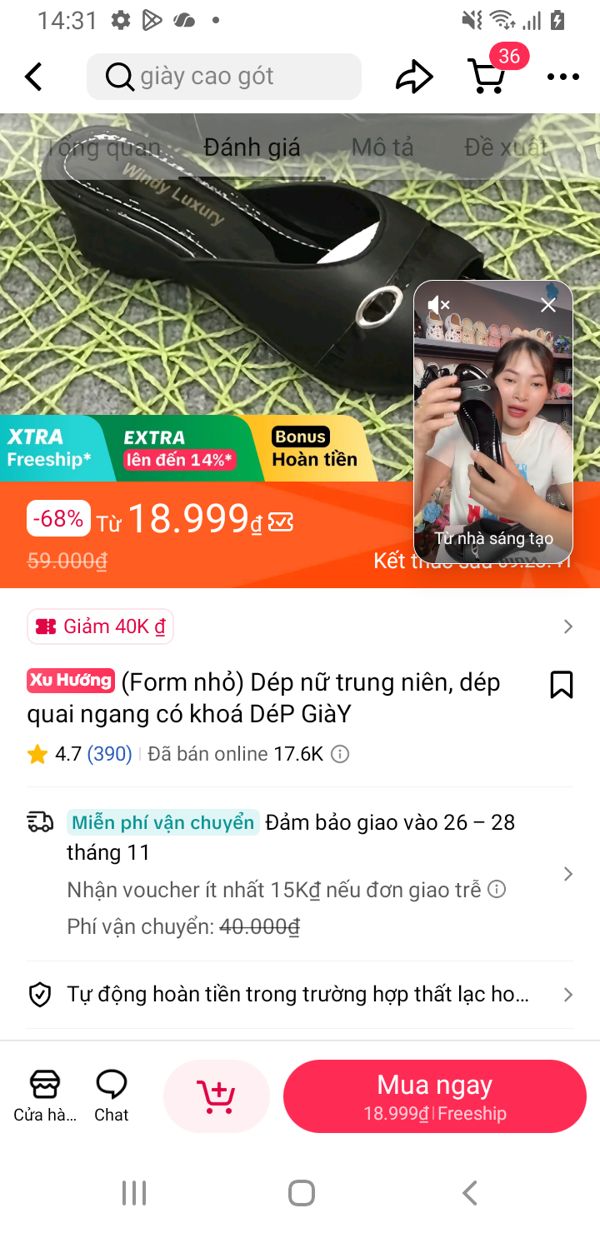 14:31
36
giày cao gót
Tổng quan Đánh giá Mô tả Đề xuất
Windy Luxury
XTRA
Freeship*
EXTRA
lên đến 14%*
Bonus
Hoàn tiền
-68% Từ 18.999₫
59.000₫
Kết
Từ nhà sáng tạo
Giảm 40K ₫
Xu Hướng (Form nhỏ) Dép nữ trung niên, dép
quai ngang có khoá DéP GiàY
4.7 (390) Đã bán online 17.6K
Miễn phí vận chuyển Đảm bảo giao vào 26 – 28
tháng 11
Nhận voucher ít nhất 15K₫ nếu đơn giao trễ
Phí vận chuyển: 40.000₫
Tự động hoàn tiền trong trường hợp thất lạc ho...
Cửa hà...
Chat
Mua ngay
18.999₫ | Freeship